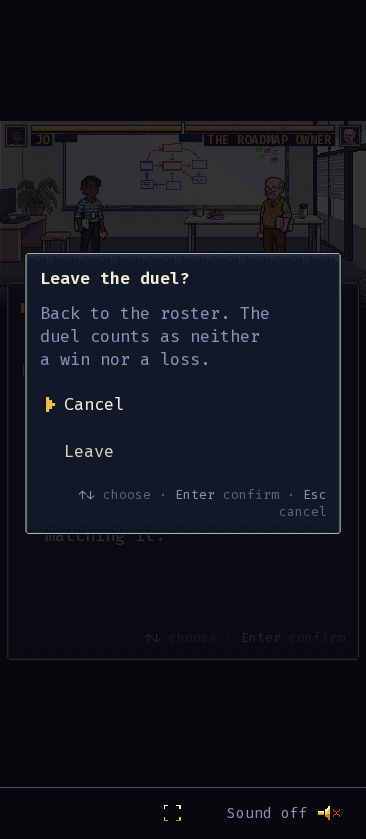 JO
THE ROADMAP OWNER
Leave the duel?
Back to the roster. The
duel counts as neither
a win nor a loss.
Cancel
Leave
↑↓ choose · Enter confirm · Esc
cancel
matching it.
↑↓ choose · Enter confirm
Sound off